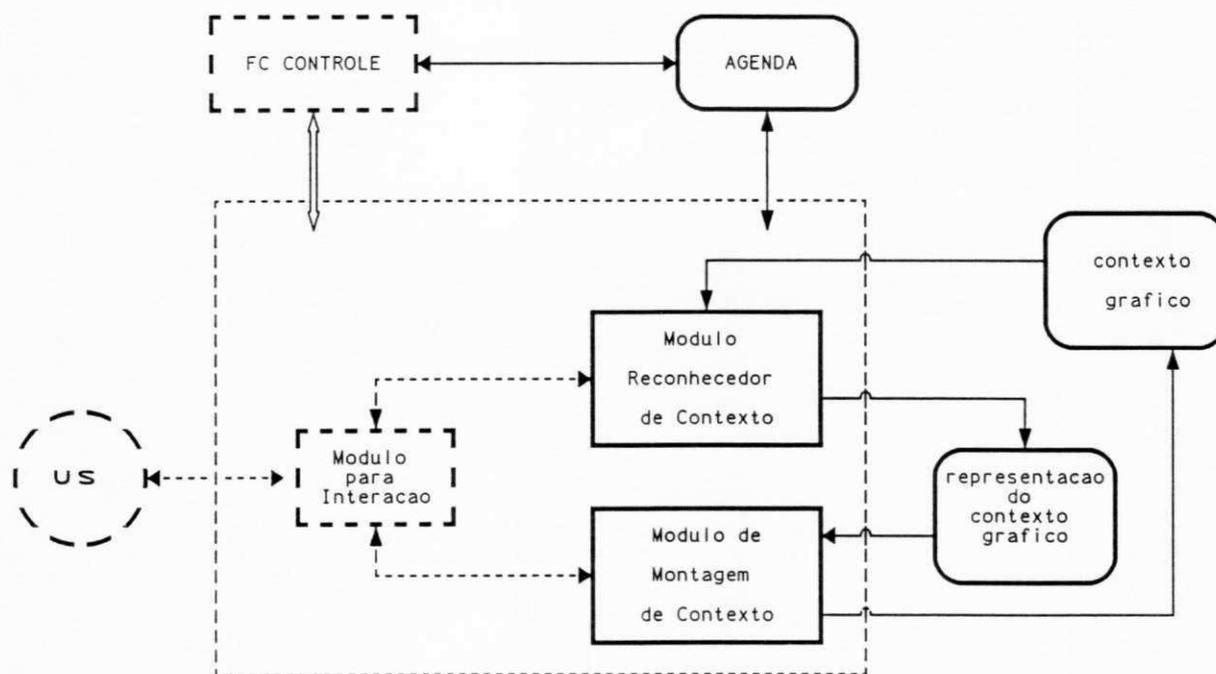 FC CONTROLE
AGENDA
contexto
grafico
Modulo
Reconhecedor
de Contexto
US
Modulo
para
Interacao
representacao
do
contexto
grafico
Modulo de
Montagem
de Contexto